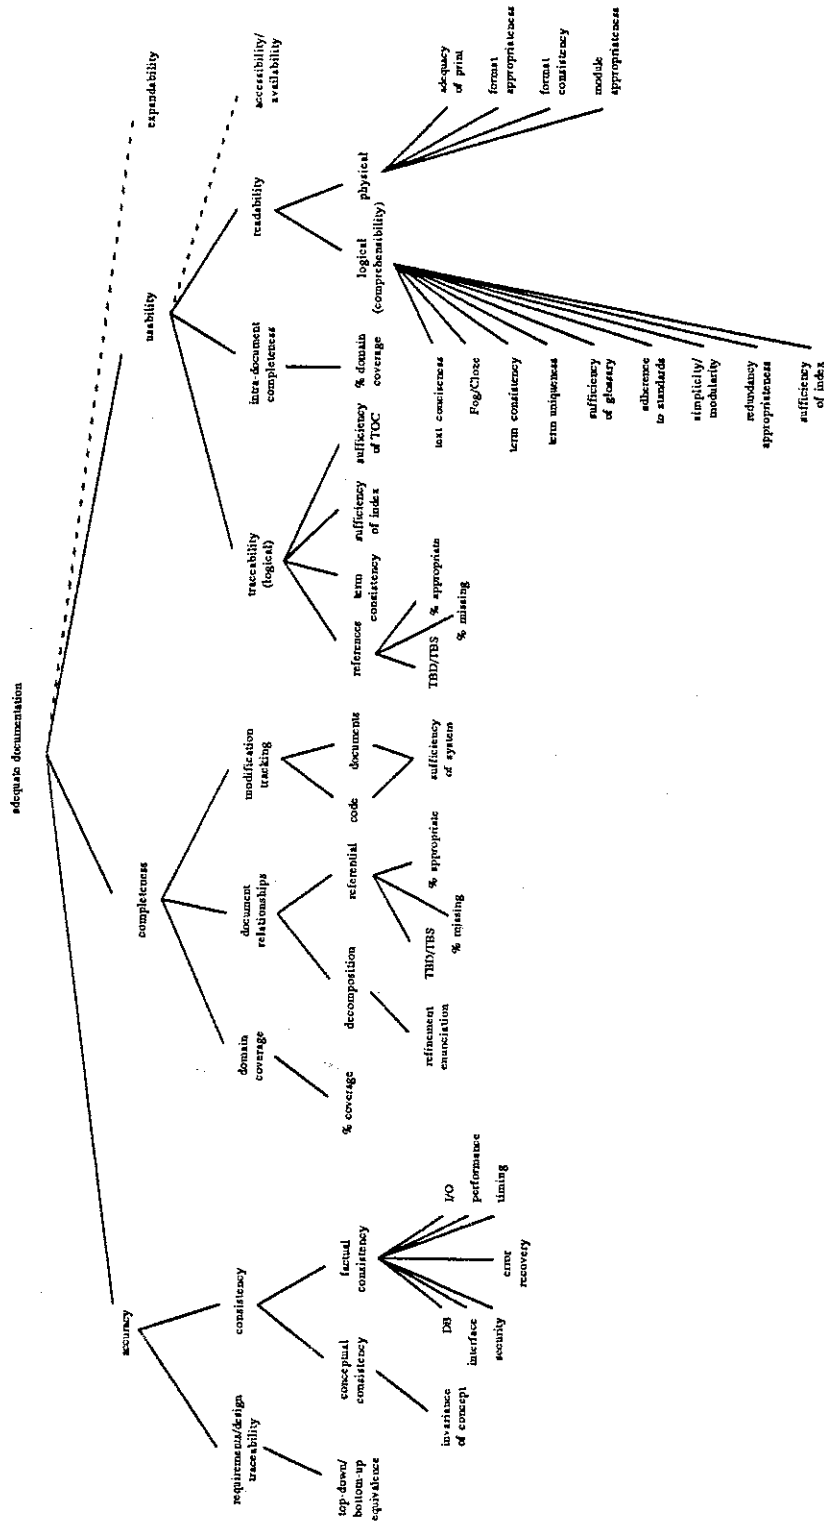 adequate documentation
accuracy
completeness
usability
expandability
requirements/design
traceability
consistency
domain
coverage
document
relationships
modification
tracking
traceability
(logical)
intra-document
completeness
readability
accessibility/
availability
top-down/
bottom-up
equivalence
conceptual
consistency
factual
consistency
% coverage
decomposition
referential
code
documents
references
term
consistency
sufficiency
of index
sufficiency
of TOC
% domain
coverage
logical
(comprehensibility)
physical
invariance
of concept
DB
interface
security
error
recovery
I/O
performance
timing
refinement
enunciation
TBD/TBS
% missing
% appropriate
sufficiency
of system
TBD/TBS
% missing
% appropriate
text conciseness
Fog/Cloze
term consistency
term uniqueness
sufficiency
of glossary
adherence
to standards
simplicity/
modularity
redundancy
appropriateness
sufficiency
of index
adequacy
of print
format
appropriateness
format
consistency
module
appropriateness